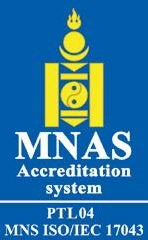 MNAS
Accreditation
system
PTL04
MNS ISO/IEC 17043